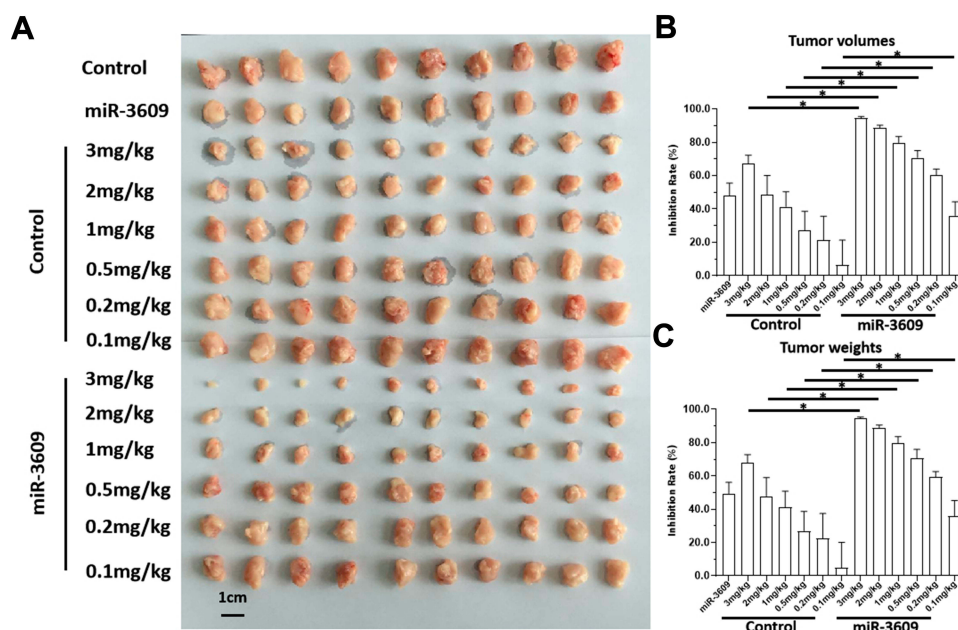 A
Control
miR-3609
3mg/kg
2mg/kg
1mg/kg
0.5mg/kg
0.2mg/kg
0.1mg/kg
Control
3mg/kg
2mg/kg
1mg/kg
0.5mg/kg
0.2mg/kg
0.1mg/kg
miR-3609
1cm
B
Tumor volumes
*
*
*
*
*
*
Inhibition Rate (%)
100.0
80.0
60.0
40.0
20.0
0.0
miR-3609
3mg/kg
2mg/kg
1mg/kg
0.5mg/kg
0.2mg/kg
0.1mg/kg
3mg/kg
2mg/kg
1mg/kg
0.5mg/kg
0.2mg/kg
0.1mg/kg
Control
miR-3609
C
Tumor weights
*
*
*
*
*
*
Inhibition Rate (%)
100.0
80.0
60.0
40.0
20.0
0.0
miR-3609
3mg/kg
2mg/kg
1mg/kg
0.5mg/kg
0.2mg/kg
0.1mg/kg
3mg/kg
2mg/kg
1mg/kg
0.5mg/kg
0.2mg/kg
0.1mg/kg
Control
miR-3609